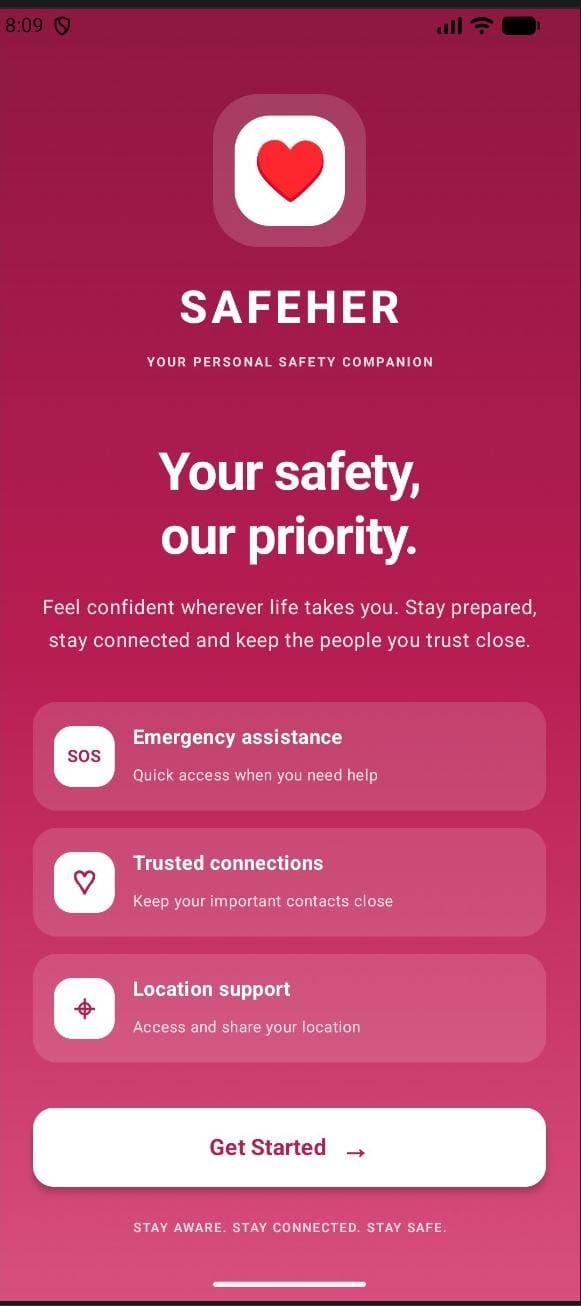 8:09
SAFEHER
YOUR PERSONAL SAFETY COMPANION
Your safety,
our priority.
Feel confident wherever life takes you. Stay prepared,
stay connected and keep the people you trust close.
SOS
Emergency assistance
Quick access when you need help
Trusted connections
Keep your important contacts close
Location support
Access and share your location
Get Started →
STAY AWARE. STAY CONNECTED. STAY SAFE.